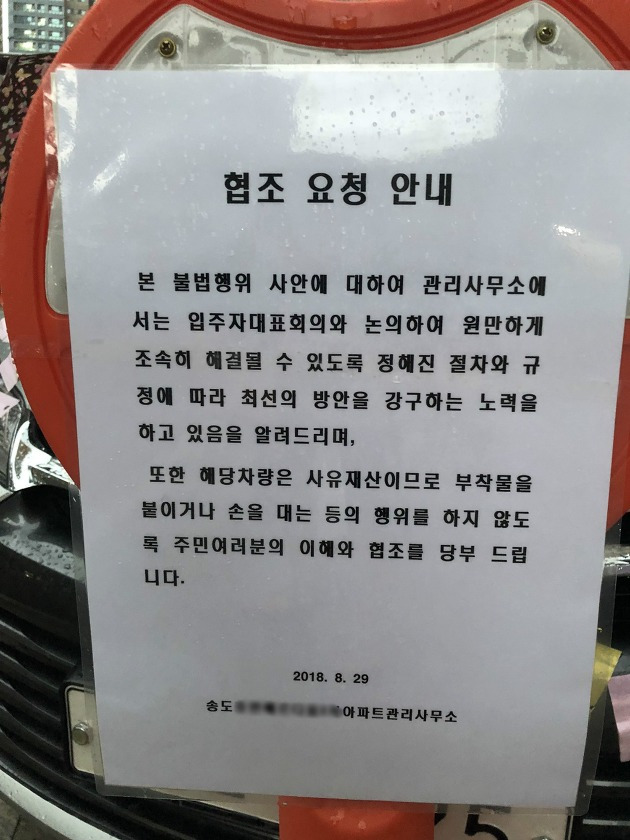 협조 요청 안내
본 불법행위 사안에 대하여 관리사무소에
서는 입주자대표회의와 논의하여 원만하게
조속히 해결될 수 있도록 정해진 절차와 규
정에 따라 최선의 방안을 강구하는 노력을
하고 있음을 알려드리며,
또한 해당차량은 사유재산이므로 부착물을
붙이거나 손을 대는 등의 행위를 하지 않도
록 주민여러분의 이해와 협조를 당부 드립
니다.
2018. 8. 29
송도 아파트관리사무소